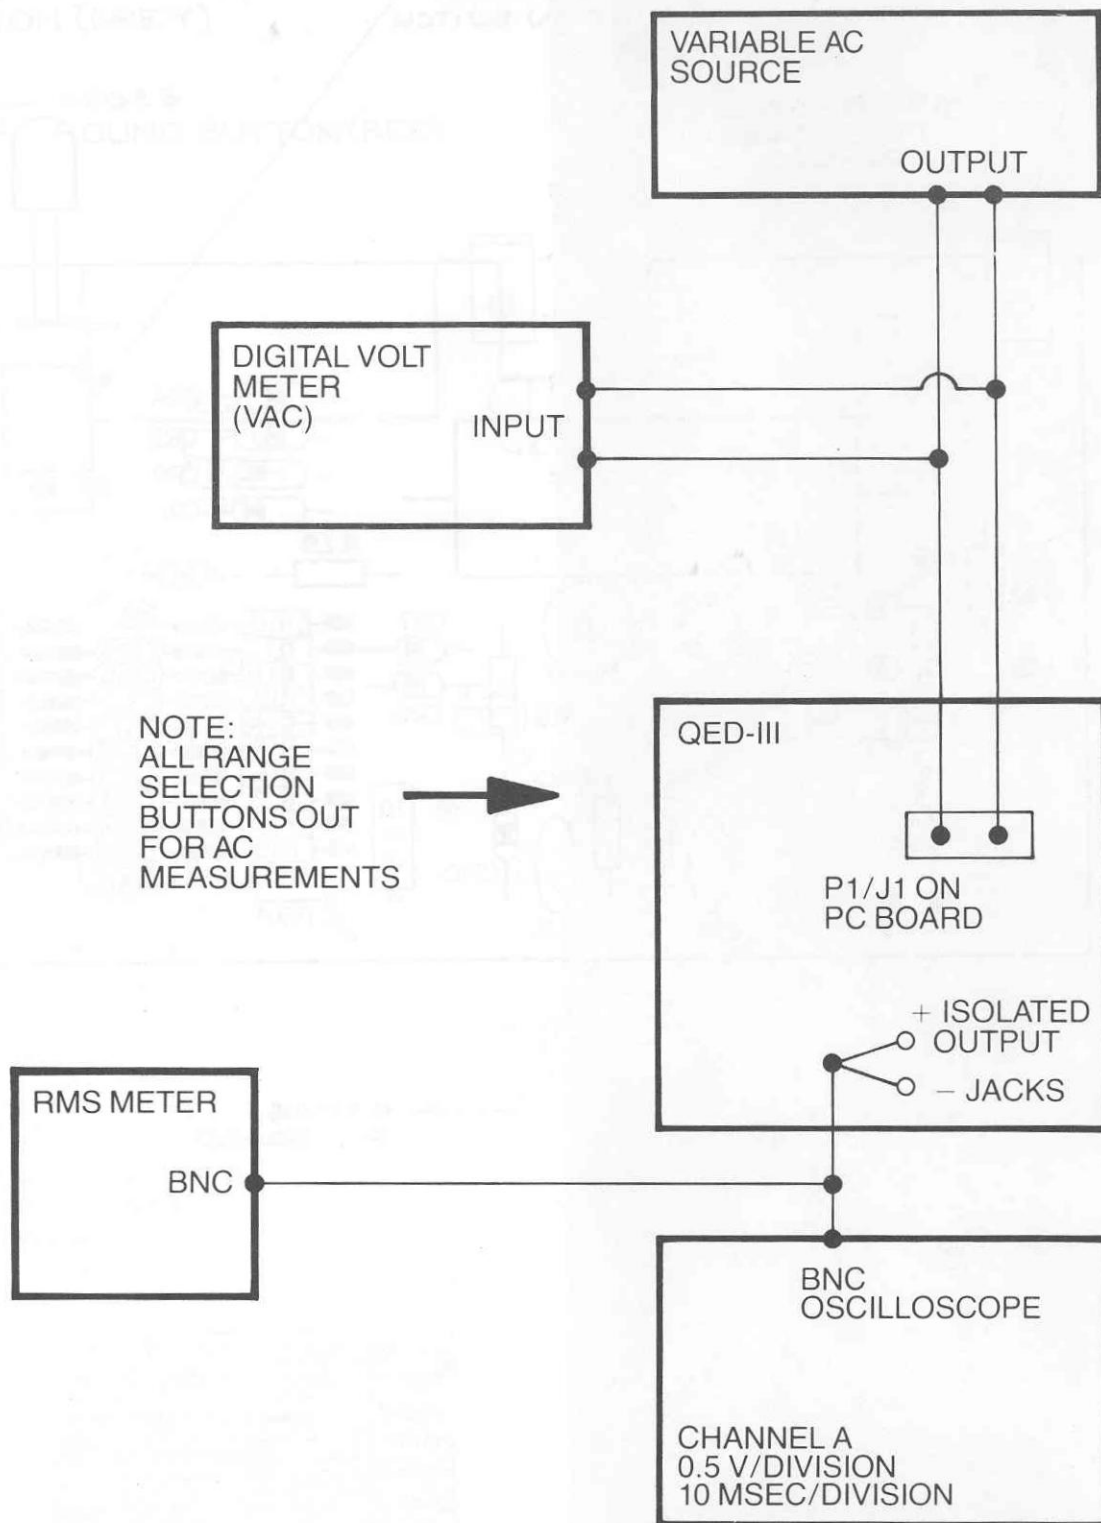 VARIABLE AC
SOURCE
OUTPUT
DIGITAL VOLT
METER
(VAC)
INPUT
NOTE:
ALL RANGE
SELECTION
BUTTONS OUT
FOR AC
MEASUREMENTS
QED-III
P1/J1 ON
PC BOARD
+ ISOLATED
OUTPUT
– JACKS
RMS METER
BNC
BNC
OSCILLOSCOPE
CHANNEL A
0.5 V/DIVISION
10 MSEC/DIVISION